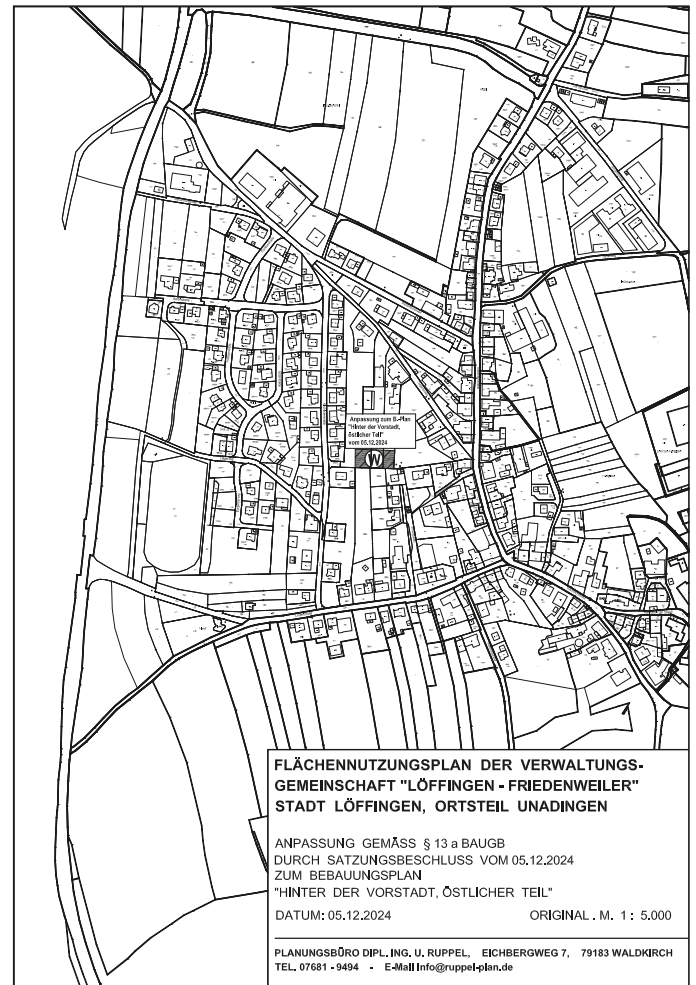 Anpassung zum B.-Plan
"Hinter der Vorstadt,
östlicher Teil"
vom 05.12.2024
W
FLÄCHENNUTZUNGSPLAN DER VERWALTUNGS-
GEMEINSCHAFT "LÖFFINGEN - FRIEDENWEILER"
STADT LÖFFINGEN, ORTSTEIL UNADINGEN
ANPASSUNG GEMÄSS § 13 a BAUGB
DURCH SATZUNGSBESCHLUSS VOM 05.12.2024
ZUM BEBAUUNGSPLAN
"HINTER DER VORSTADT, ÖSTLICHER TEIL"
DATUM: 05.12.2024 ORIGINAL . M. 1 : 5.000
PLANUNGSBÜRO DIPL. ING. U. RUPPEL, EICHBERGWEG 7, 79183 WALDKIRCH
TEL. 07681 - 9494 - E-Mail Info@ruppel-plan.de